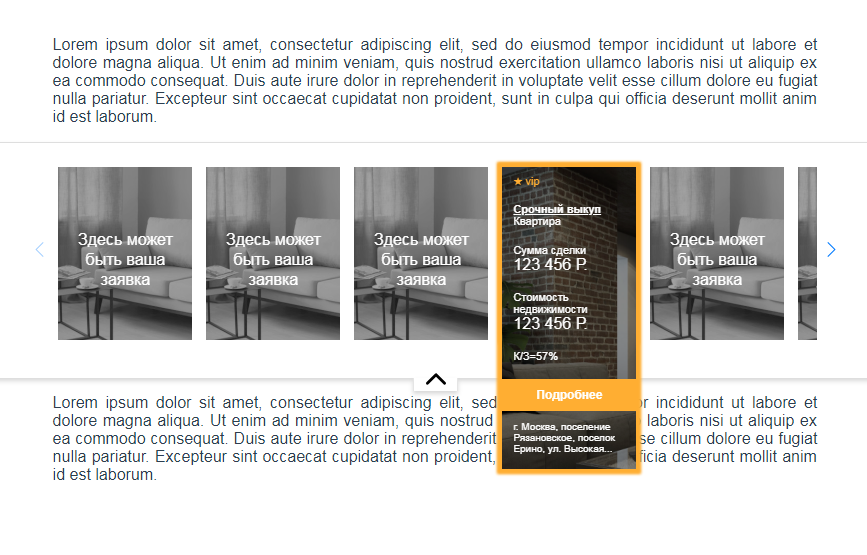 Lorem ipsum dolor sit amet, consectetur adipiscing elit, sed do eiusmod tempor incididunt ut labore et
dolore magna aliqua. Ut enim ad minim veniam, quis nostrud exercitation ullamco laboris nisi ut aliquip ex
ea commodo consequat. Duis aute irure dolor in reprehenderit in voluptate velit esse cillum dolore eu fugiat
nulla pariatur. Excepteur sint occaecat cupidatat non proident, sunt in culpa qui officia deserunt mollit anim
id est laborum.
Здесь может
быть ваша
заявка
Здесь может
быть ваша
заявка
Здесь может
быть ваша
заявка
★ vip
Срочный выкуп
Квартира
Сумма сделки
123 456 Р.
Стоимость
недвижимости
123 456 Р.
К/З=57%
Подробнее
г. Москва, поселение
Рязановское, поселок
Ерино, ул. Высокая...
Здесь может
быть ваша
заявка
Lorem ipsum dolor sit amet, consectetur adipiscing elit, sed incididunt ut labore et
dolore magna aliqua. Ut enim ad minim veniam, quis nostrud laboris nisi ut aliquip ex
ea commodo consequat. Duis aute irure dolor in reprehenderit cillum dolore eu fugiat
nulla pariatur. Excepteur sint occaecat cupidatat non proident, deserunt mollit anim
id est laborum.